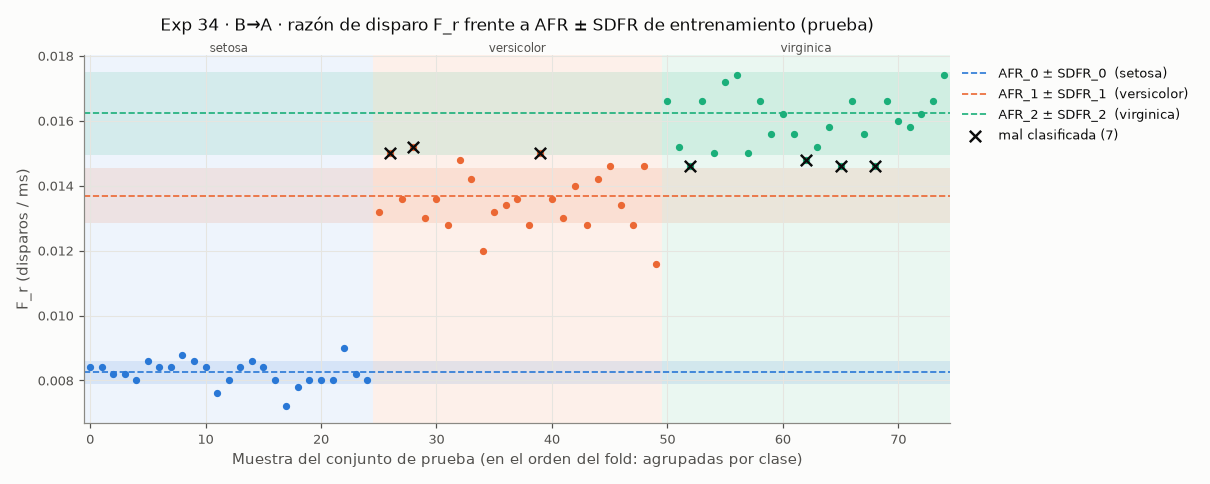 Exp 34 · B→A · razón de disparo F_r frente a AFR ± SDFR de entrenamiento (prueba)
setosa
versicolor
virginica
AFR_0 ± SDFR_0 (setosa)
AFR_1 ± SDFR_1 (versicolor)
AFR_2 ± SDFR_2 (virginica)
mal clasificada (7)
F_r (disparos / ms)
0.018
0.016
0.014
0.012
0.010
0.008
0
10
20
30
40
50
60
70
Muestra del conjunto de prueba (en el orden del fold: agrupadas por clase)